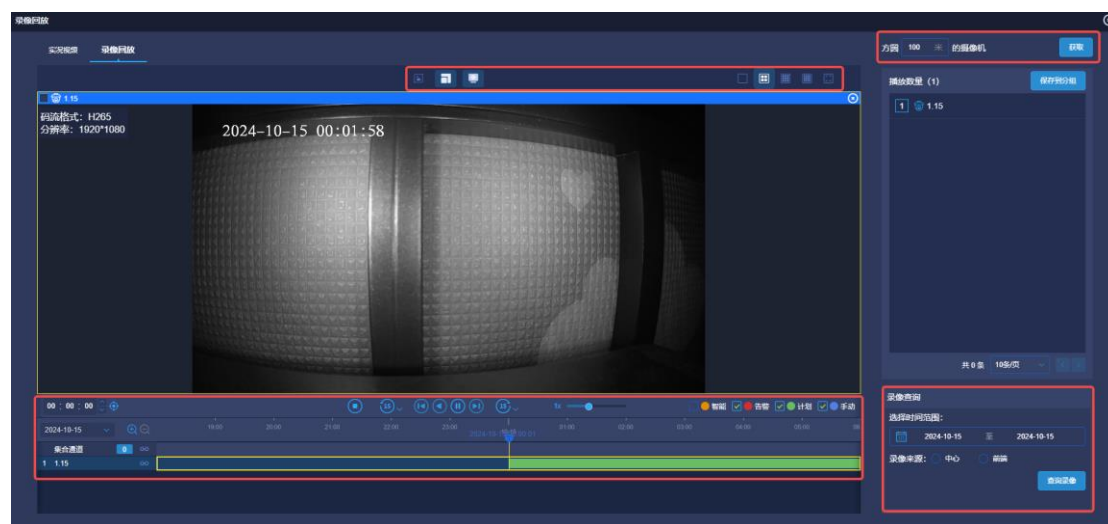 录像回放
实况视频 录像回放
方圆 100 米 的摄像机 获取
播放数量 (1) 保存到分组
1 1.15
1.15
码流格式: H265
分辨率: 1920*1080
2024-10-15 00:01:58
共 0 条 10条/页
00 : 00 : 00
15 15 1x 智能 告警 计划 手动
2024-10-15 19:00 20:00 21:00 22:00 23:00 01:00 02:00 03:00 04:00 05:00
集合通道 0
1 1.15
录像查询
选择时间范围:
2024-10-15 至 2024-10-15
录像来源: 中心 前端
查询录像